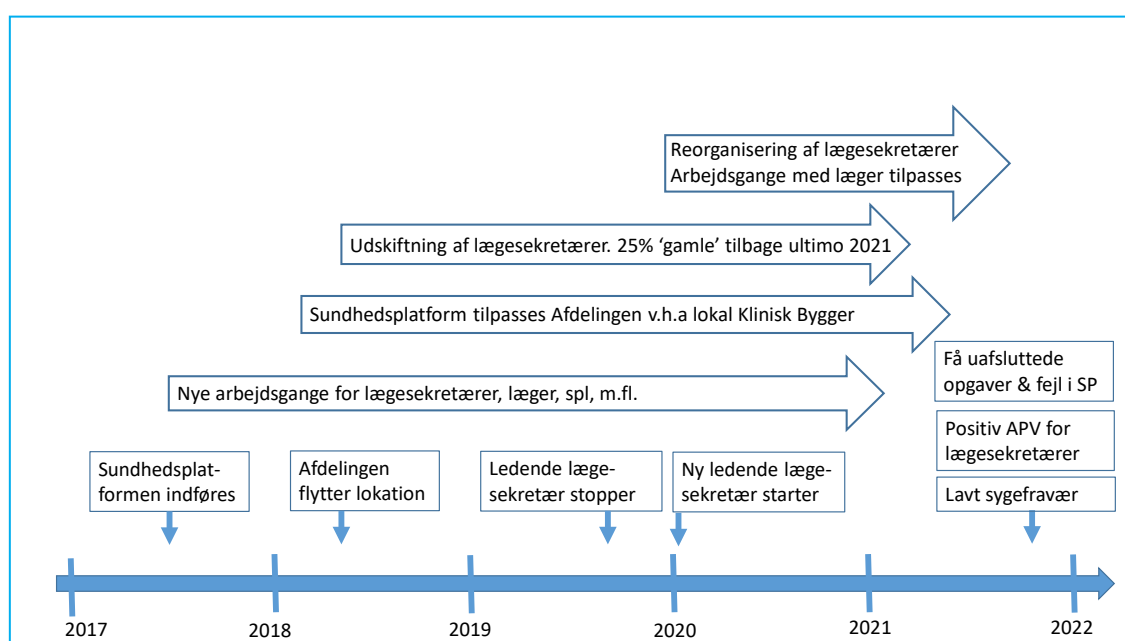 Reorganisering af lægesekretærer
Arbejdsgange med læger tilpasses
Udskiftning af lægesekretærer. 25% ‘gamle’ tilbage ultimo 2021
Sundhedsplatform tilpasses Afdelingen v.h.a lokal Klinisk Bygger
Nye arbejdsgange for lægesekretærer, læger, spl, m.fl.
Få uafsluttede
opgaver & fejl i SP
Positiv APV for
lægesekretærer
Lavt sygefravær
Sundhedsplat-
formen indføres
Afdelingen
flytter lokation
Ledende læge-
sekretær stopper
Ny ledende læge-
sekretær starter
2017
2018
2019
2020
2021
2022